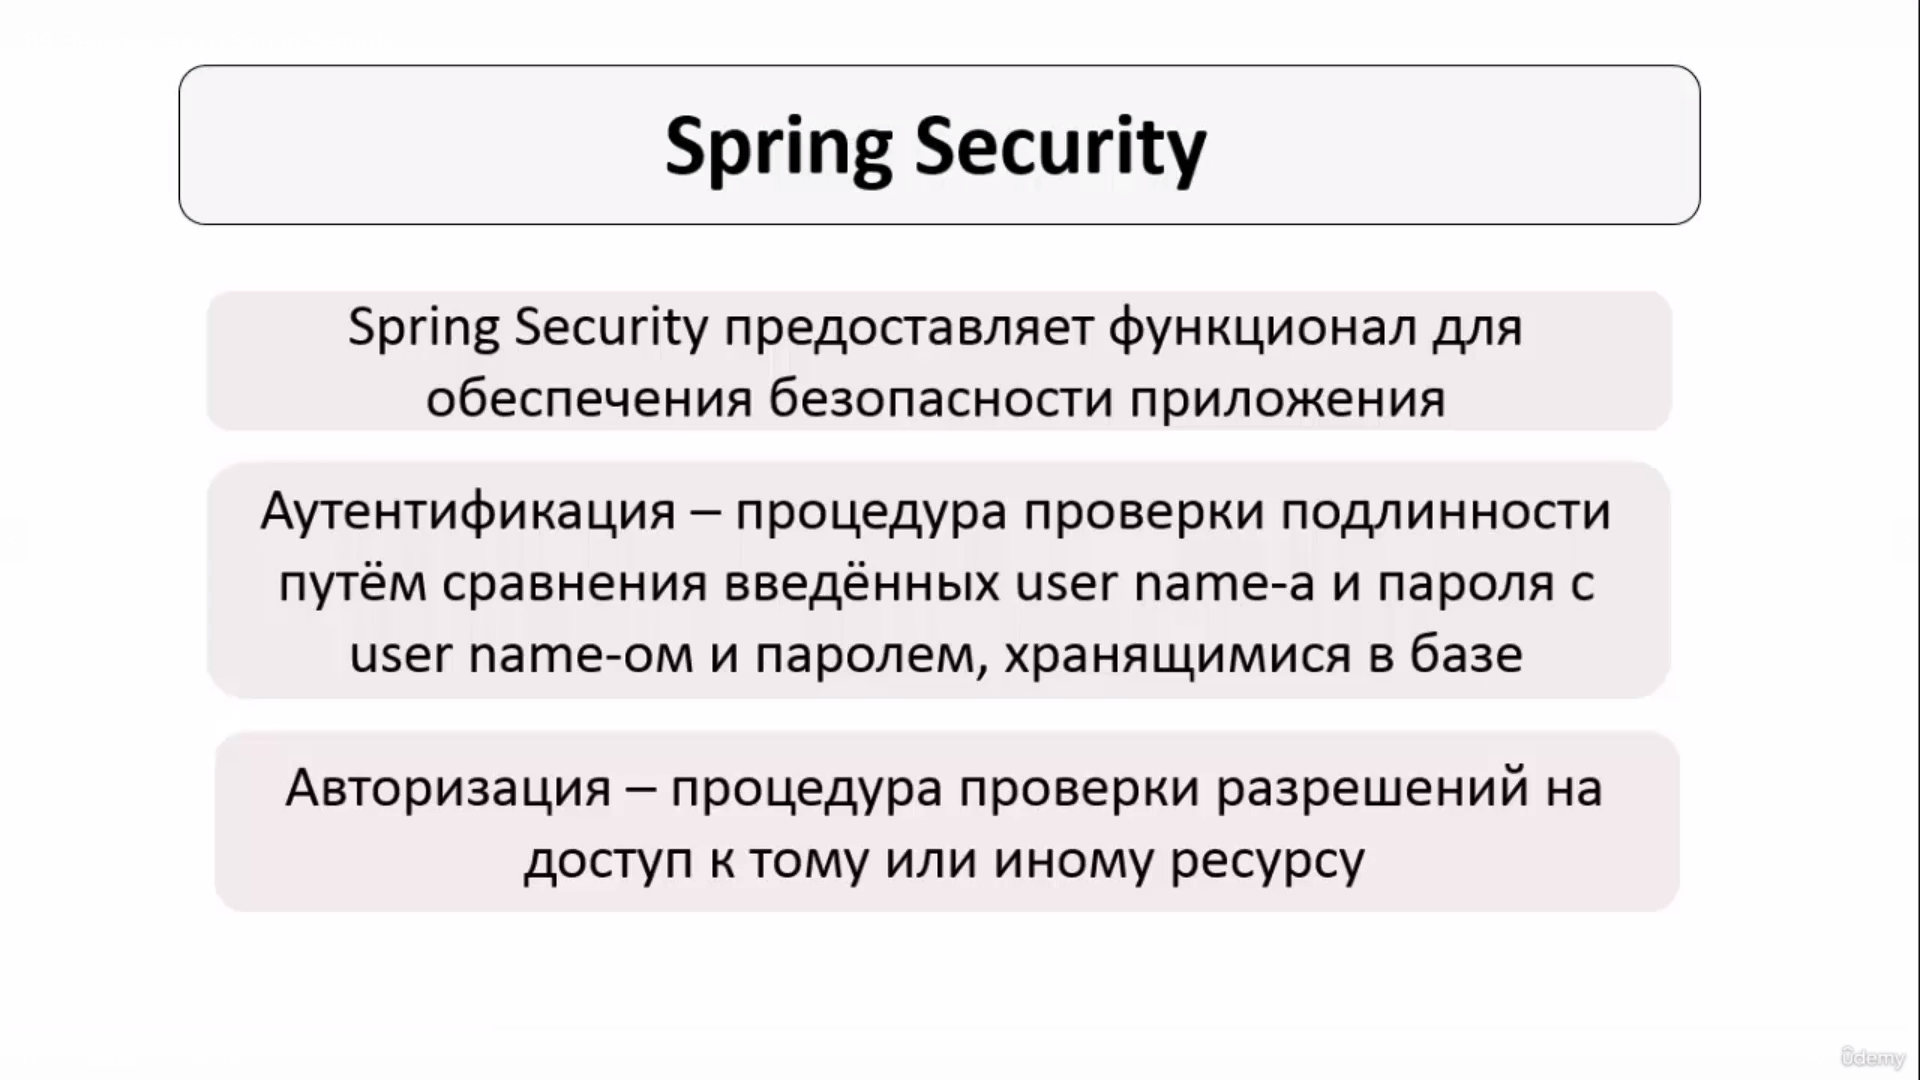 Spring Security
Spring Security предоставляет функционал для
обеспечения безопасности приложения
Аутентификация – процедура проверки подлинности
путём сравнения введённых user name-а и пароля с
user name-ом и паролем, хранящимися в базе
Авторизация – процедура проверки разрешений на
доступ к тому или иному ресурсу
ûdemy